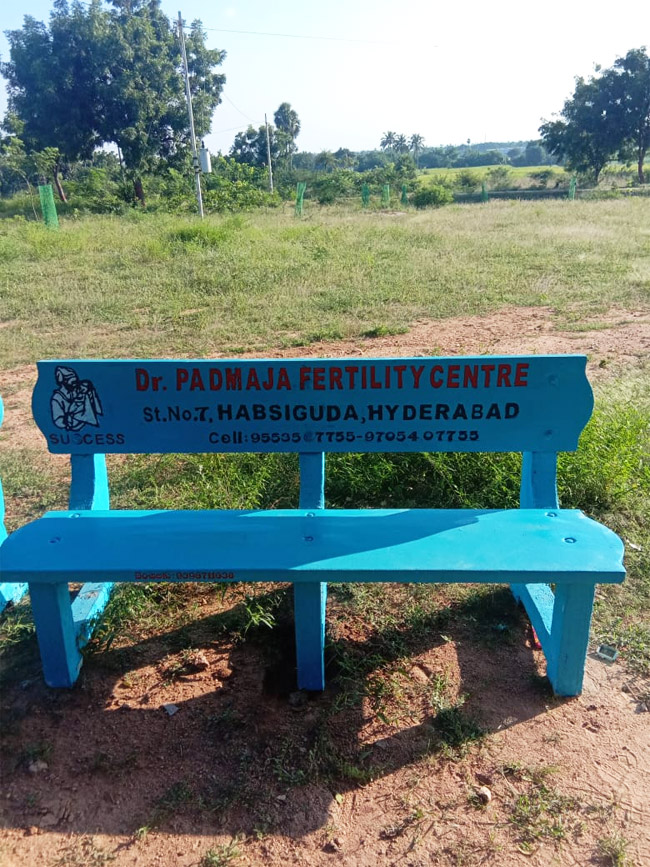 Dr. PADMAJA FERTILITY CENTRE
St.No.7, HABSIGUDA, HYDERABAD
SUCCESS
Cell: 95535 07755-97054 07755